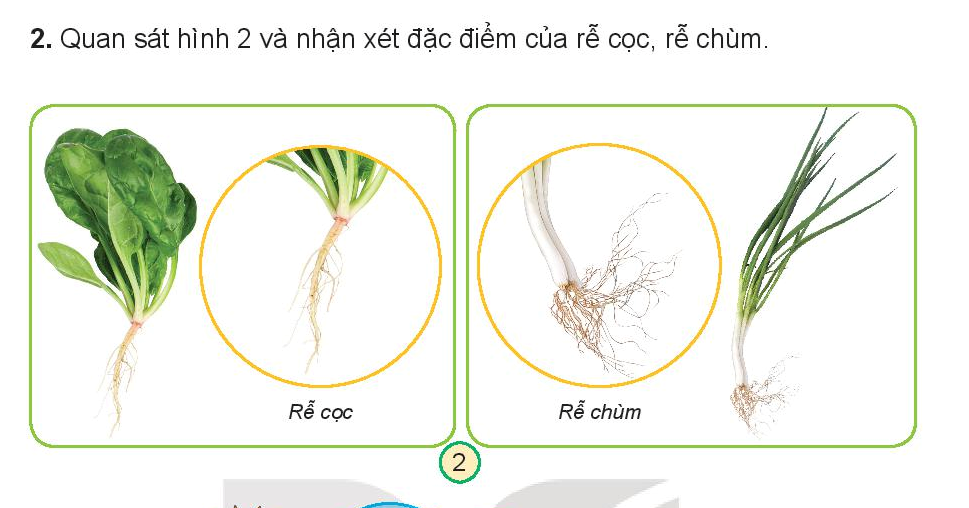 2. Quan sát hình 2 và nhận xét đặc điểm của rễ cọc, rễ chùm.
Rễ cọc
Rễ chùm
2